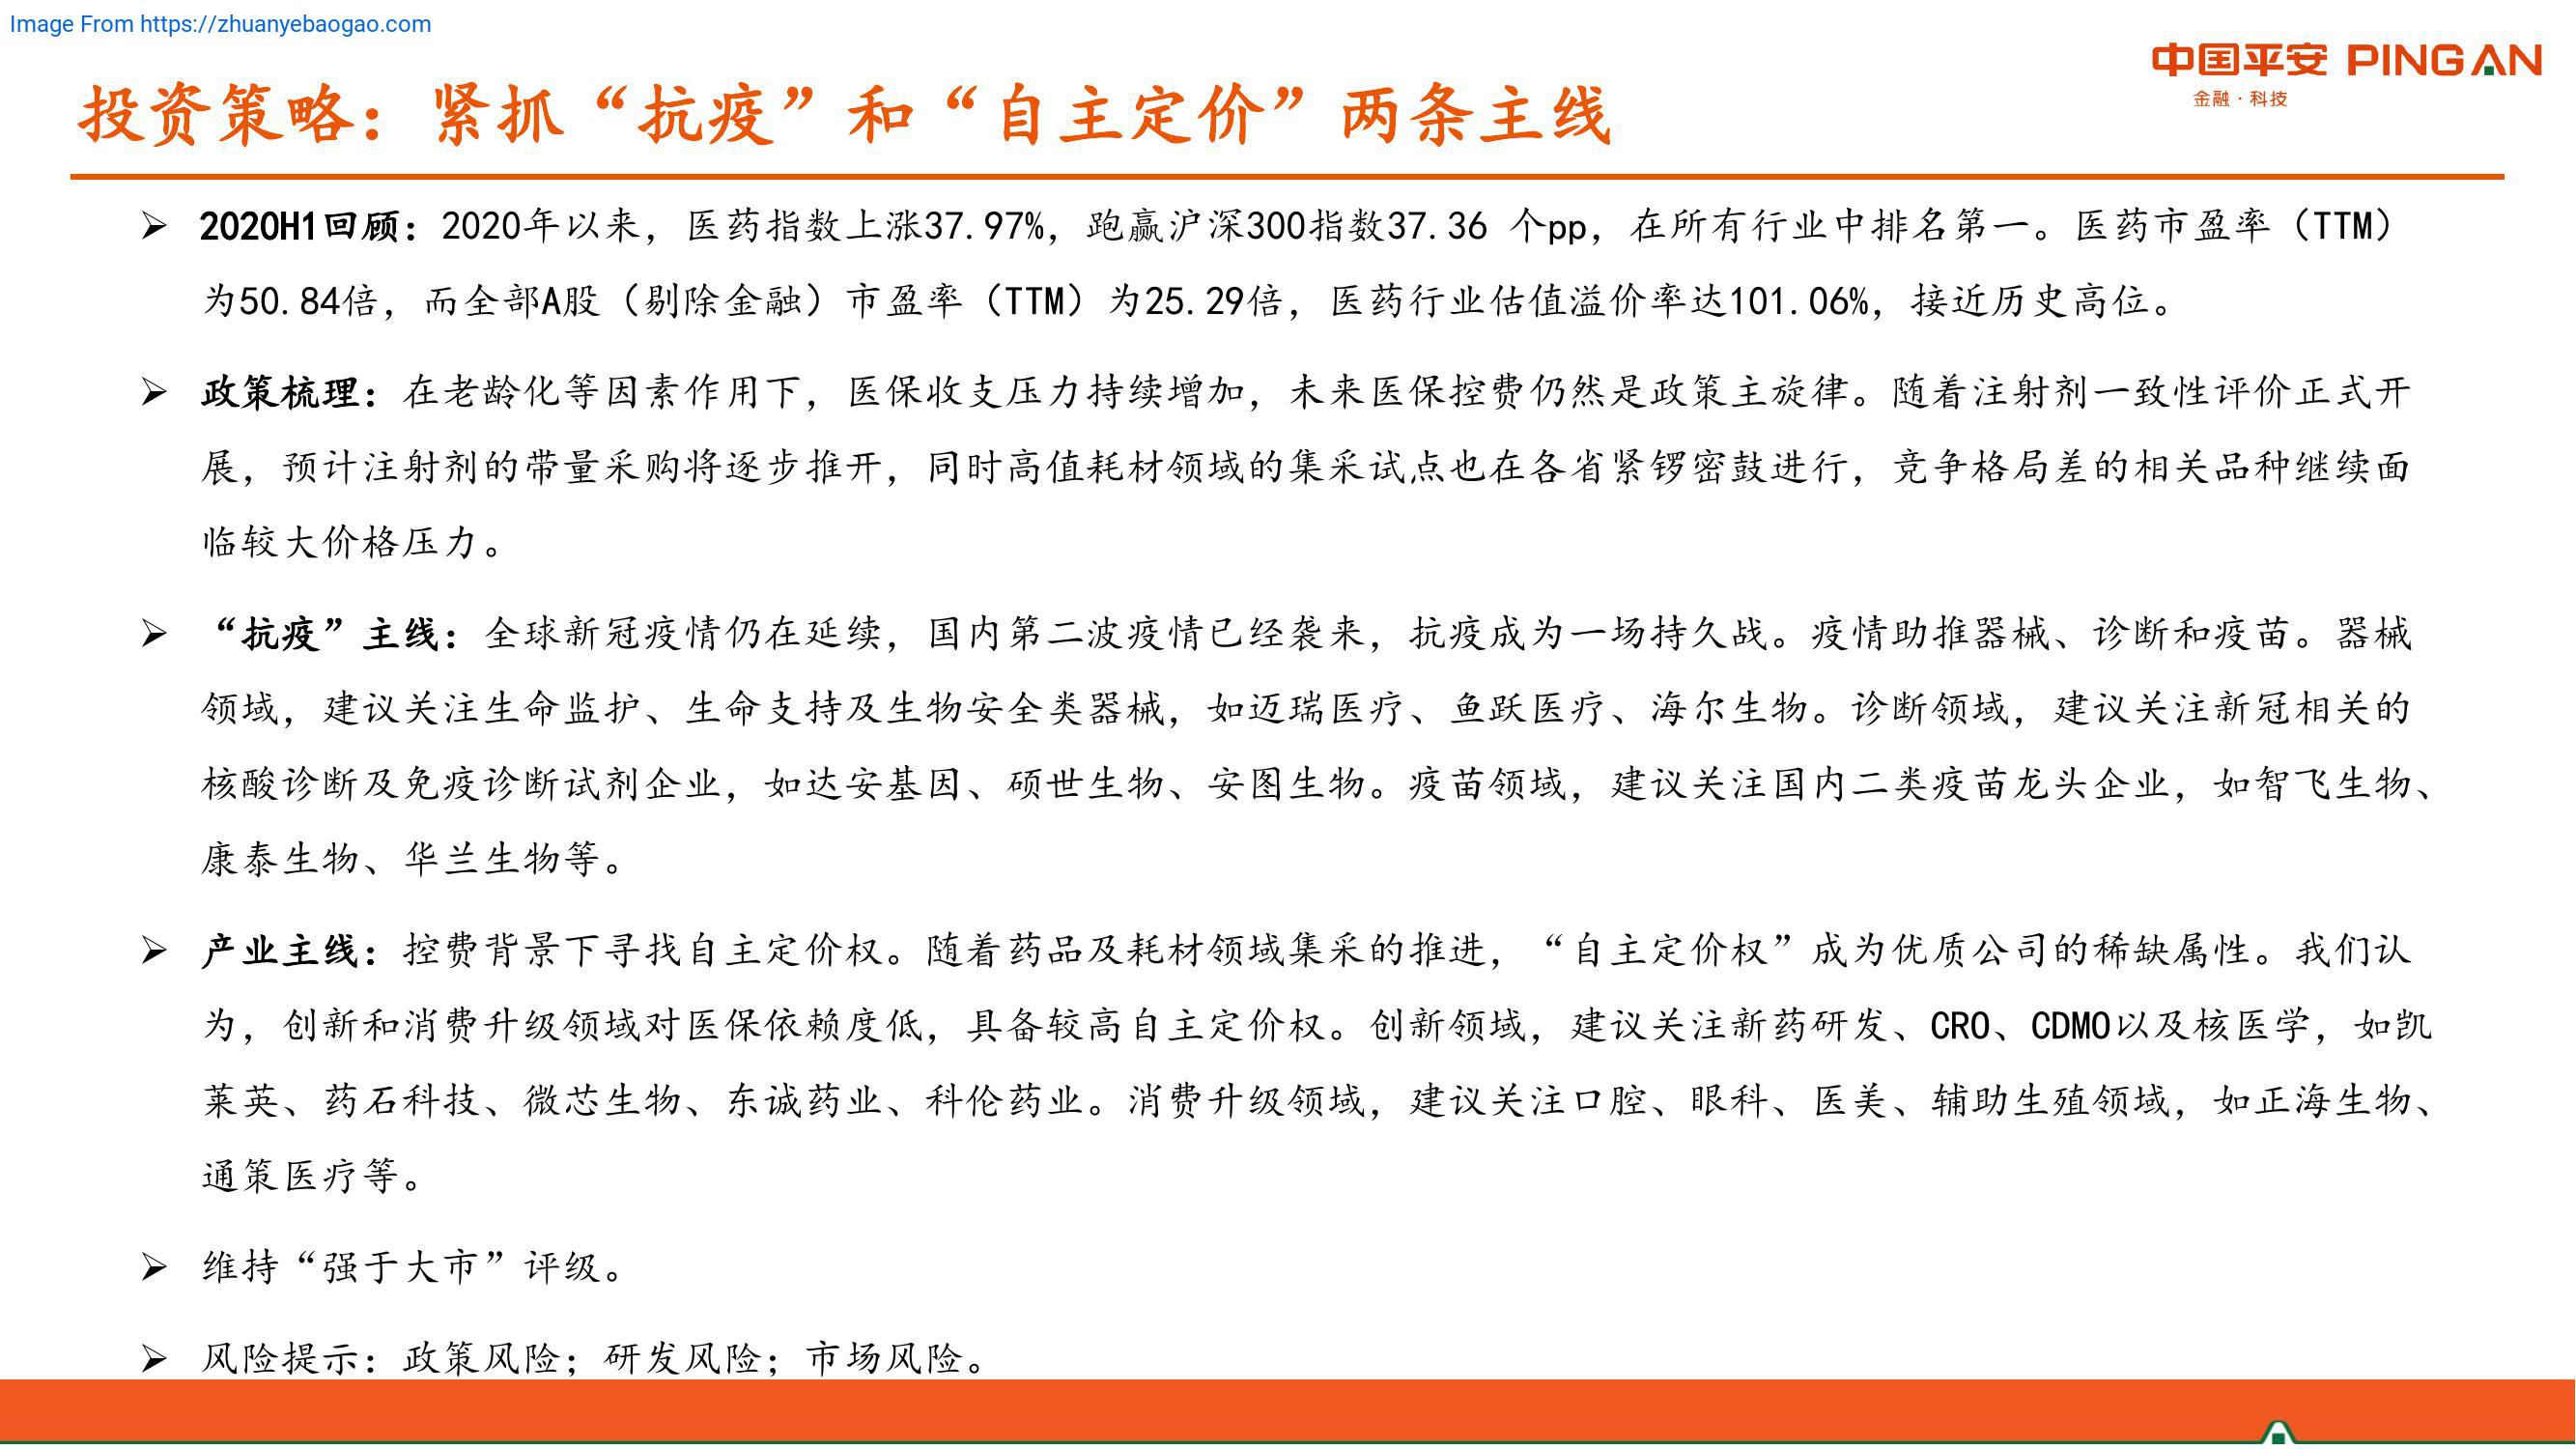 Image From https://zhuanyebaogao.com
中国平安 PINGAN
金融·科技
投资策略：紧抓“抗疫”和“自主定价”两条主线
➢ 2020H1回顾：2020年以来，医药指数上涨37.97%，跑赢沪深300指数37.36 个pp，在所有行业中排名第一。医药市盈率（TTM）
为50.84倍，而全部A股（剔除金融）市盈率（TTM）为25.29倍，医药行业估值溢价率达101.06%，接近历史高位。
➢ 政策梳理：在老龄化等因素作用下，医保收支压力持续增加，未来医保控费仍然是政策主旋律。随着注射剂一致性评价正式开
展，预计注射剂的带量采购将逐步推开，同时高值耗材领域的集采试点也在各省紧锣密鼓进行，竞争格局差的相关品种继续面
临较大价格压力。
➢ “抗疫”主线：全球新冠疫情仍在延续，国内第二波疫情已经袭来，抗疫成为一场持久战。疫情助推器械、诊断和疫苗。器械
领域，建议关注生命监护、生命支持及生物安全类器械，如迈瑞医疗、鱼跃医疗、海尔生物。诊断领域，建议关注新冠相关的
核酸诊断及免疫诊断试剂企业，如达安基因、硕世生物、安图生物。疫苗领域，建议关注国内二类疫苗龙头企业，如智飞生物、
康泰生物、华兰生物等。
➢ 产业主线：控费背景下寻找自主定价权。随着药品及耗材领域集采的推进，“自主定价权”成为优质公司的稀缺属性。我们认
为，创新和消费升级领域对医保依赖度低，具备较高自主定价权。创新领域，建议关注新药研发、CRO、CDMO以及核医学，如凯
莱英、药石科技、微芯生物、东诚药业、科伦药业。消费升级领域，建议关注口腔、眼科、医美、辅助生殖领域，如正海生物、
通策医疗等。
➢ 维持“强于大市”评级。
➢ 风险提示：政策风险；研发风险；市场风险。